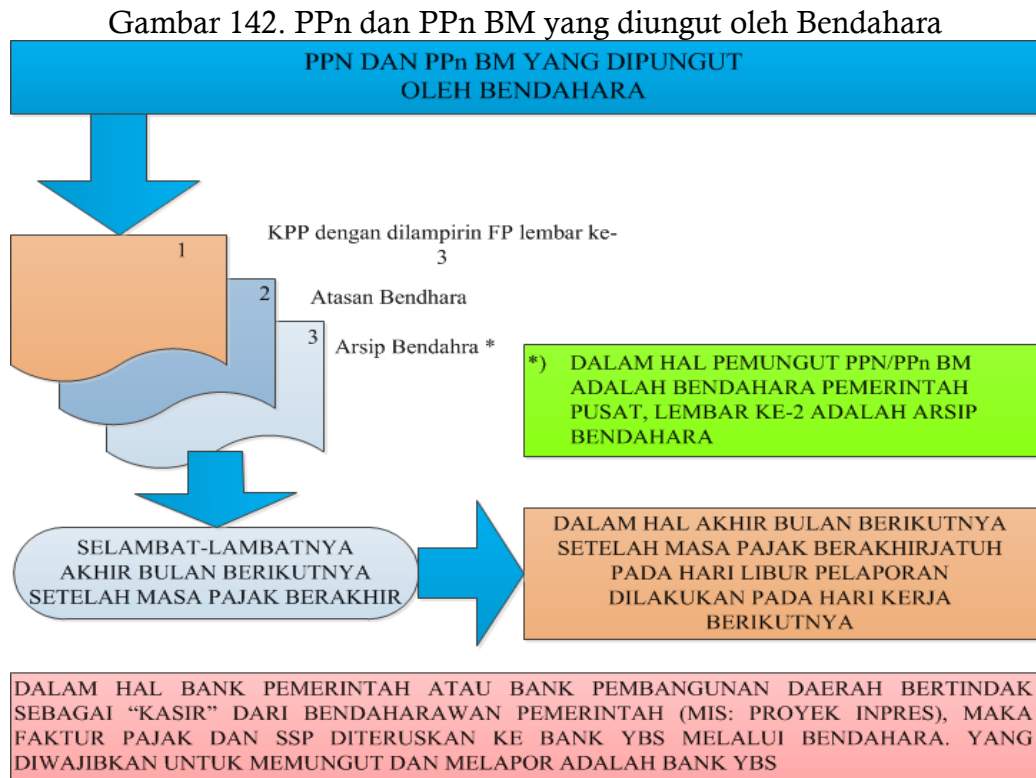 Gambar 142. PPn dan PPn BM yang diungut oleh Bendahara
PPN DAN PPn BM YANG DIPUNGUT
OLEH BENDAHARA
1
KPP dengan dilampirin FP lembar ke-
3
2
Atasan Bendhara
3
Arsip Bendahra *
*) DALAM HAL PEMUNGUT PPN/PPn BM
ADALAH BENDAHARA PEMERINTAH
PUSAT, LEMBAR KE-2 ADALAH ARSIP
BENDAHARA
SELAMBAT-LAMBATNYA
AKHIR BULAN BERIKUTNYA
SETELAH MASA PAJAK BERAKHIR
DALAM HAL AKHIR BULAN BERIKUTNYA
SETELAH MASA PAJAK BERAKHIRJATUH
PADA HARI LIBUR PELAPORAN
DILAKUKAN PADA HARI KERJA
BERIKUTNYA
DALAM HAL BANK PEMERINTAH ATAU BANK PEMBANGUNAN DAERAH BERTINDAK
SEBAGAI “KASIR” DARI BENDAHARAWAN PEMERINTAH (MIS: PROYEK INPRES), MAKA
FAKTUR PAJAK DAN SSP DITERUSKAN KE BANK YBS MELALUI BENDAHARA. YANG
DIWAJIBKAN UNTUK MEMUNGUT DAN MELAPOR ADALAH BANK YBS